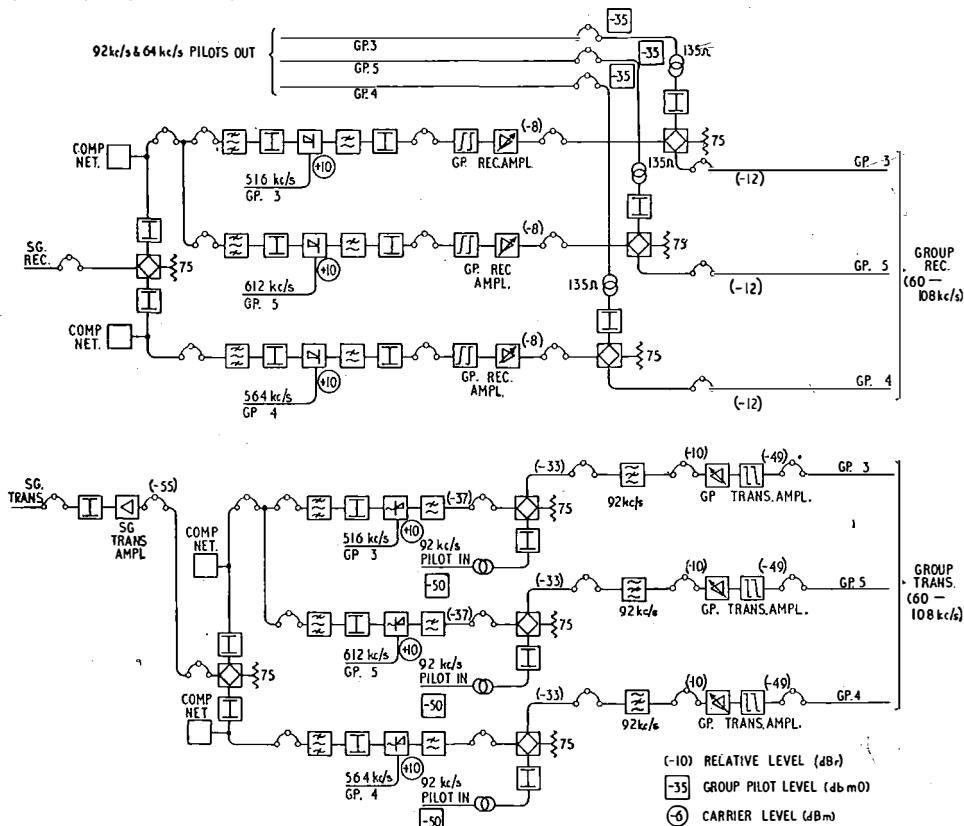 -35
92kc/s & 64kc/s PILOTS OUT
GP.3
GP. 5
GP. 4
-35
-35
135Ω
COMP NET.
516 kc/s
GP. 3
+10
GP. REC.AMPL.
(-8)
135Ω
75
(-12)
GP. 3
SG. REC.
75
612 kc/s
GP. 5
+10
GP. REC AMPL.
(-8)
135Ω
75
(-12)
GP. 5
GROUP REC. (60 — 108kc/s)
COMP NET.
564 kc/s
GP 4
+10
GP. REC. AMPL.
(-8)
75
(-12)
GP. 4
SG. TRANS.
SG TRANS AMPL
(-55)
COMP NET.
516 kc/s
GP 3
+10
(-37)
92 kc/s PILOT IN
-50
75
(-33)
92kc/s
(-10)
GP TRANS. AMPL.
(-49)
GP. 3
75
612 kc/s
GP. 5
+10
(-37)
92 kc/s PILOT IN
-50
75
(-33)
92kc/s
(-10)
GP. TRANS. AMPL.
(-49)
GP.5
GROUP TRANS. (60 — 108kc/s)
COMP NET
564 kc/s
GP. 4
+10
92 kc/s PILOT IN
-50
75
(-33)
92kc/s
(-10)
GP. TRANS. AMPL.
(-49)
GP.4
(-10) RELATIVE LEVEL (dBr)
-35 GROUP PILOT LEVEL (dbm0)
-6 CARRIER LEVEL (dBm)